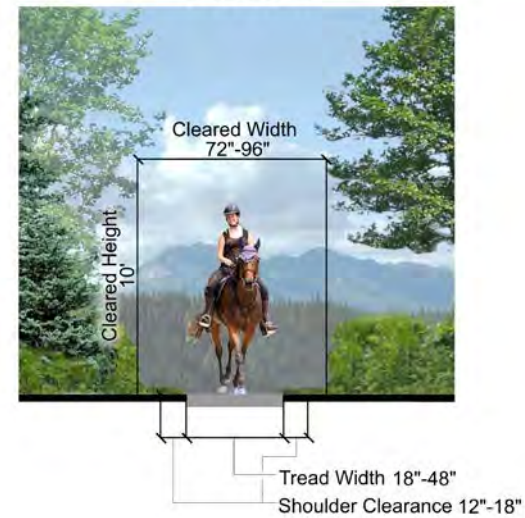 Cleared Width
72"-96"
Cleared Height
10'
Tread Width 18"-48"
Shoulder Clearance 12"-18"